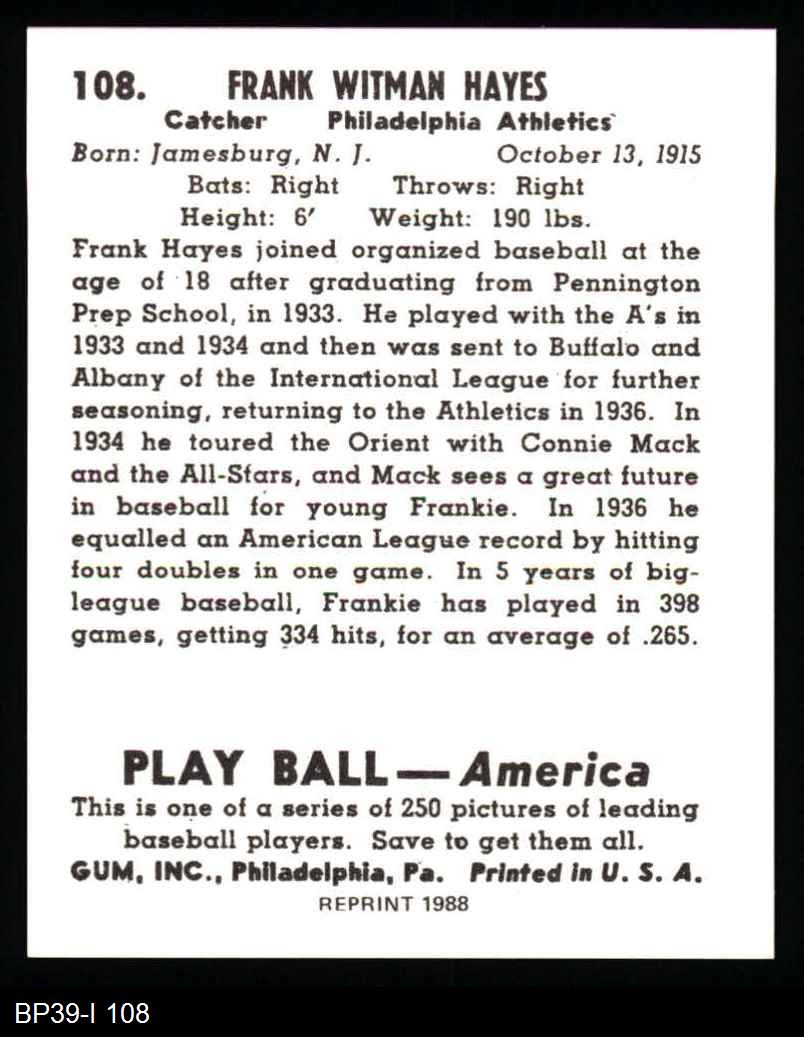 108. FRANK WITMAN HAYES
Catcher Philadelphia Athletics
Born: Jamesburg, N. J. October 13, 1915
Bats: Right Throws: Right
Height: 6′ Weight: 190 lbs.
Frank Hayes joined organized baseball at the
age of 18 after graduating from Pennington
Prep School, in 1933. He played with the A's in
1933 and 1934 and then was sent to Buffalo and
Albany of the International League for further
seasoning, returning to the Athletics in 1936. In
1934 he toured the Orient with Connie Mack
and the All-Stars, and Mack sees a great future
in baseball for young Frankie. In 1936 he
equalled an American League record by hitting
four doubles in one game. In 5 years of big-
league baseball, Frankie has played in 398
games, getting 334 hits, for an average of .265.
PLAY BALL—America
This is one of a series of 250 pictures of leading
baseball players. Save to get them all.
GUM, INC., Philadelphia, Pa. Printed in U. S. A.
REPRINT 1988
BP39-I 108